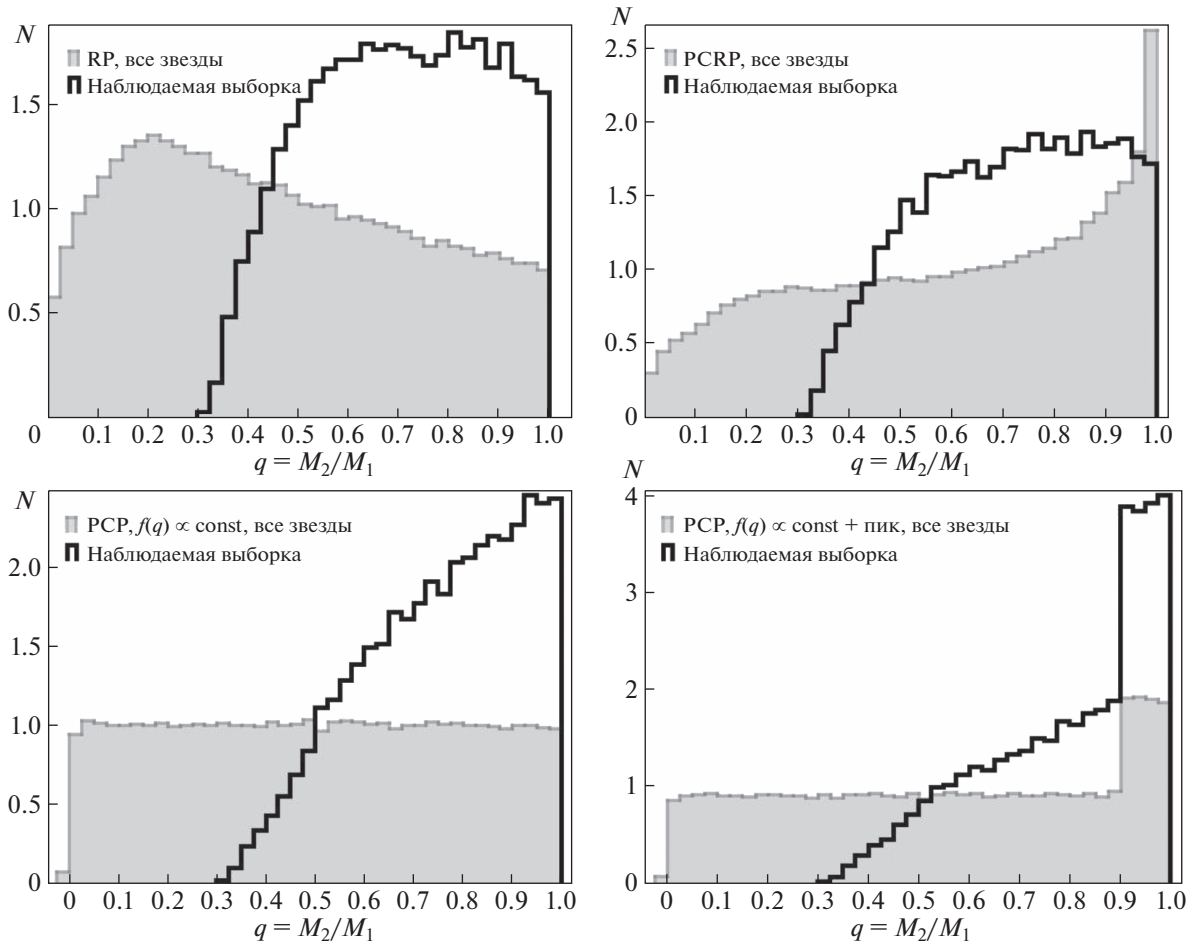 N
RP, все звезды
Наблюдаемая выборка
1.5
1.0
0.5
0
0.1 0.2 0.3 0.4 0.5 0.6 0.7 0.8 0.9 1.0
q = M₂/M₁
N
PCRP, все звезды
Наблюдаемая выборка
2.5
2.0
1.5
1.0
0.5
0
0.1 0.2 0.3 0.4 0.5 0.6 0.7 0.8 0.9 1.0
q = M₂/M₁
N
PCP, f(q) ∝ const, все звезды
Наблюдаемая выборка
2.0
1.5
1.0
0.5
0
0 0.1 0.2 0.3 0.4 0.5 0.6 0.7 0.8 0.9 1.0
q = M₂/M₁
N
PCP, f(q) ∝ const + пик, все звезды
Наблюдаемая выборка
4
3
2
1
0
0 0.1 0.2 0.3 0.4 0.5 0.6 0.7 0.8 0.9 1.0
q = M₂/M₁